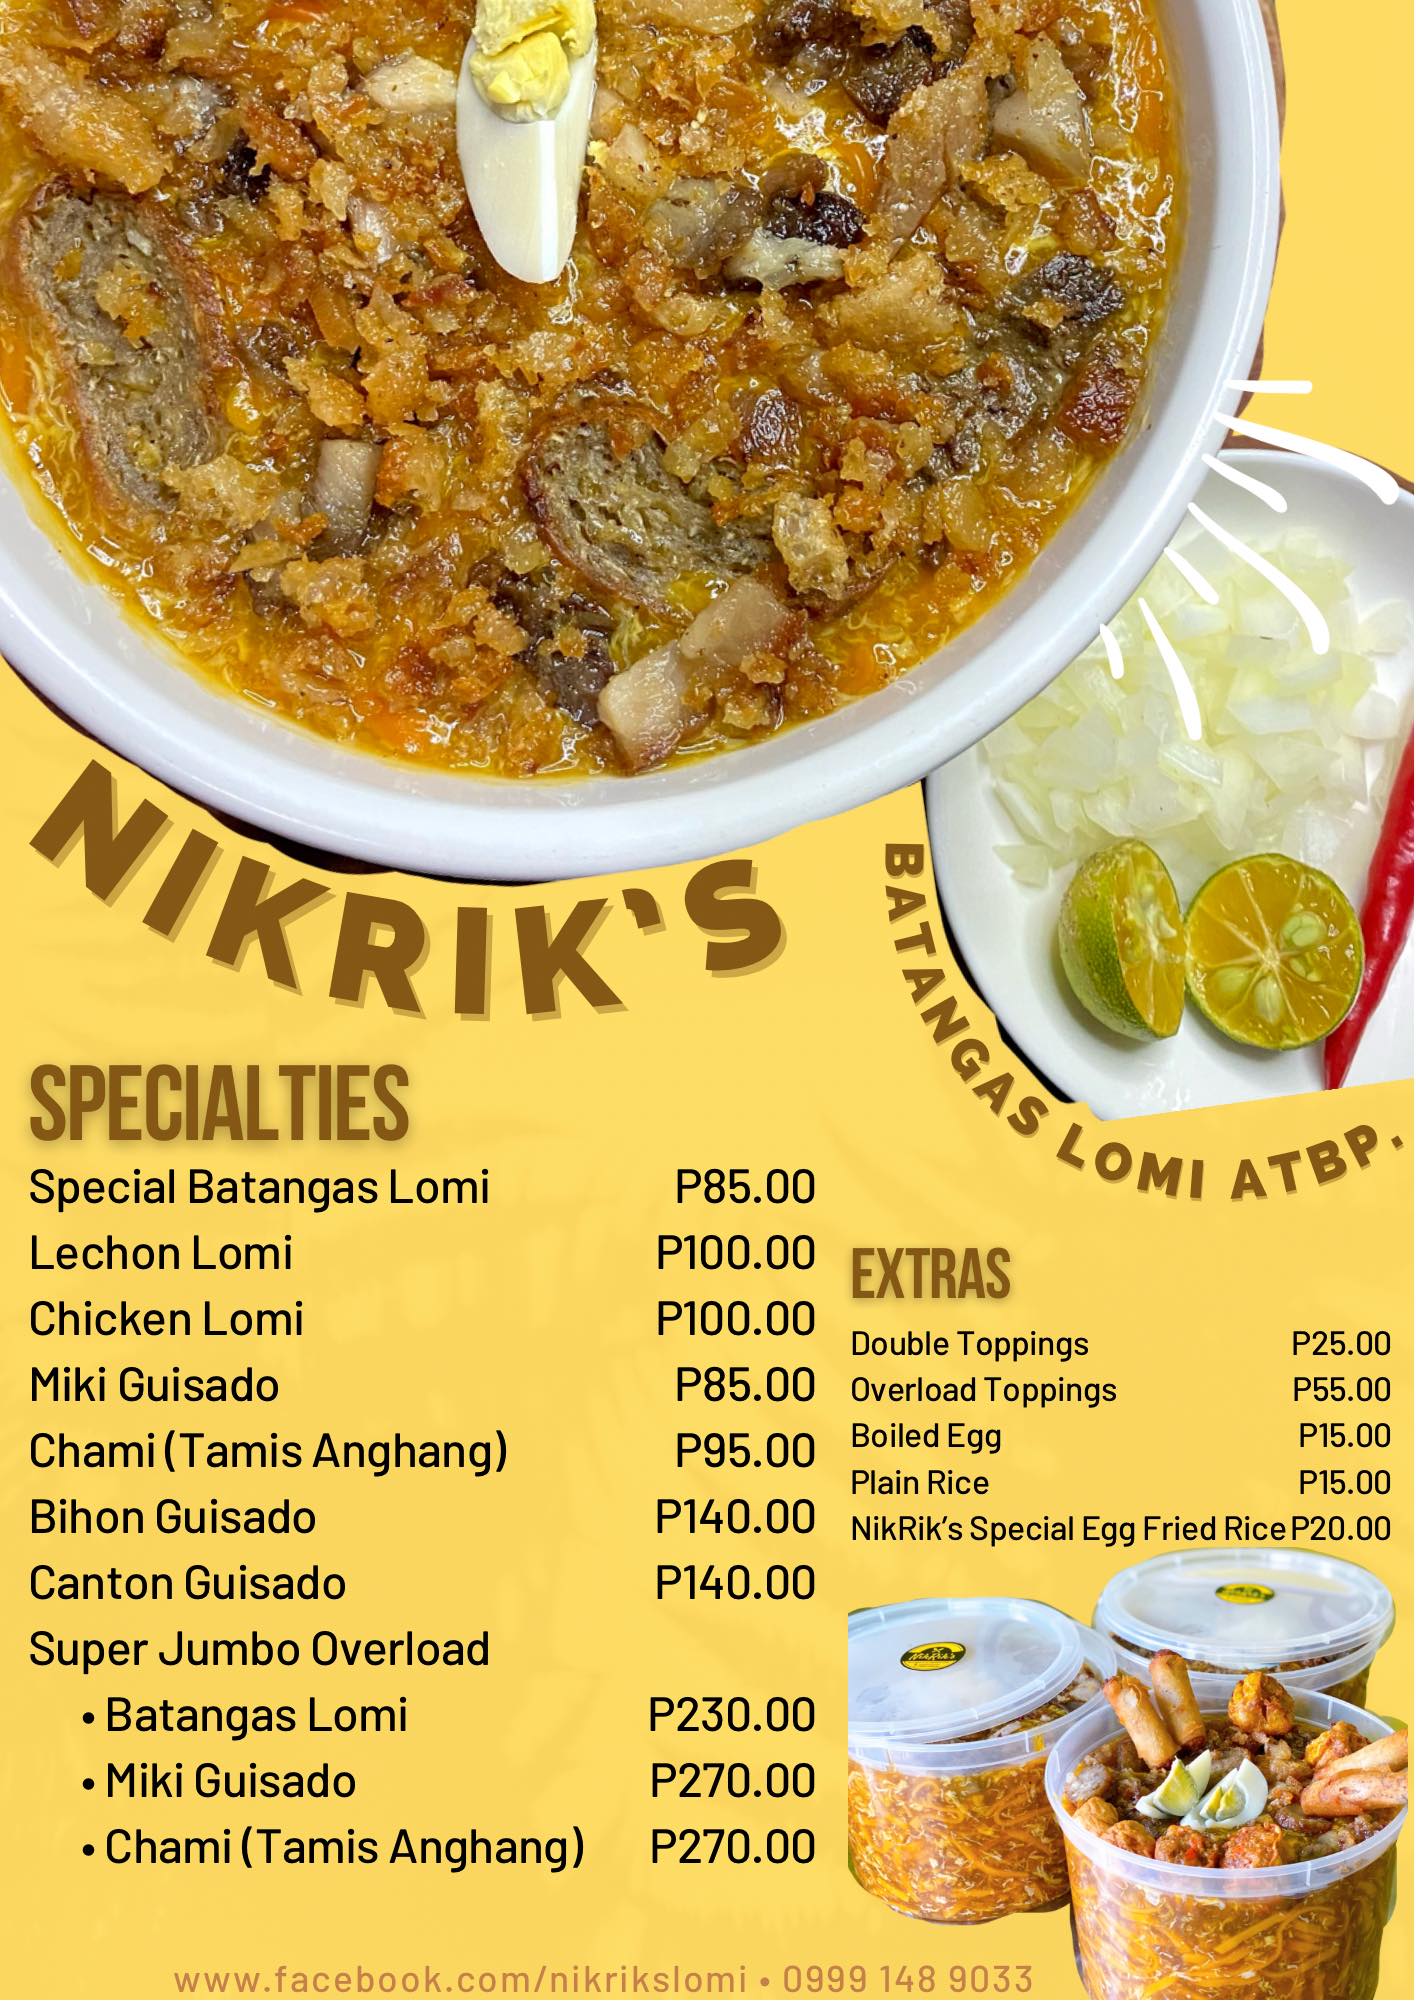 NIKRIK'S
BATANGAS LOMI ATBP.
SPECIALTIES
Special Batangas Lomi P85.00
Lechon Lomi P100.00
Chicken Lomi P100.00
Miki Guisado P85.00
Chami (Tamis Anghang) P95.00
Bihon Guisado P140.00
Canton Guisado P140.00
Super Jumbo Overload
• Batangas Lomi P230.00
• Miki Guisado P270.00
• Chami (Tamis Anghang) P270.00
EXTRAS
Double Toppings P25.00
Overload Toppings P55.00
Boiled Egg P15.00
Plain Rice P15.00
NikRik's Special Egg Fried Rice P20.00
NikRik's
www.facebook.com/nikrikslomi • 0999 148 9033